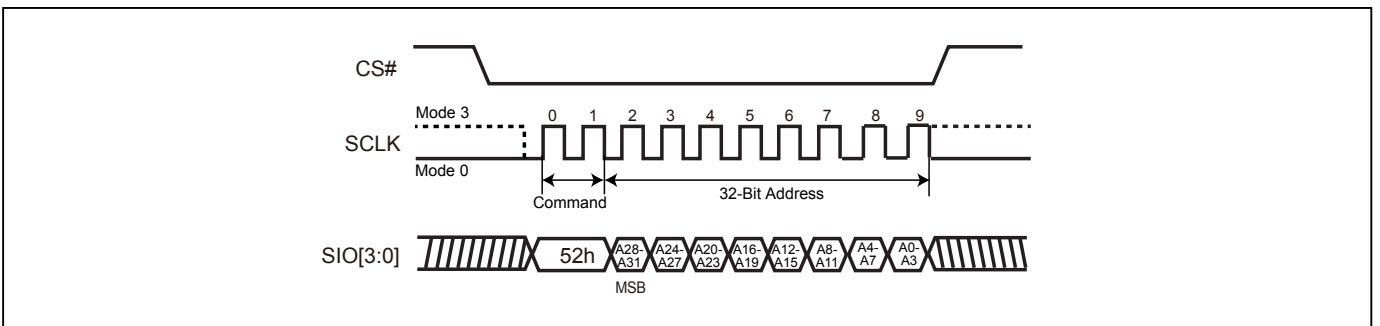 CS#
Mode 3
0 1 2 3 4 5 6 7 8 9
SCLK
Mode 0
Command
32-Bit Address
SIO[3:0]
52h
A28-
A31
A24-
A27
A20-
A23
A16-
A19
A12-
A15
A8-
A11
A4-
A7
A0-
A3
MSB